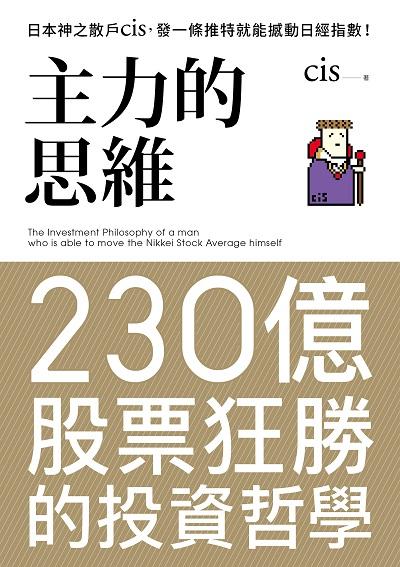 日本神之散戶cis，發一條推特就能撼動日經指數！
主力的
思維
cis——著
cis
The Investment Philosophy of a man
who is able to move the Nikkei Stock Average himself
230億
股票狂勝
的投資哲學